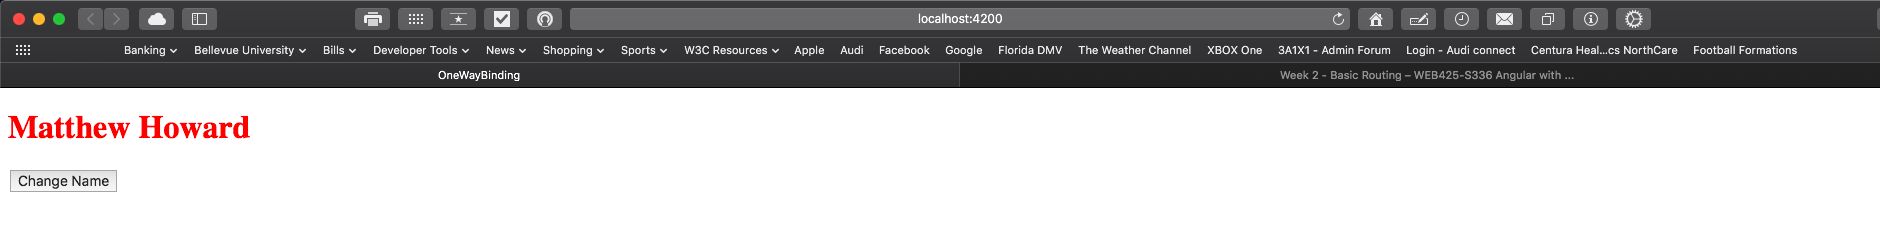 localhost:4200
Banking Bellevue University Bills Developer Tools News Shopping Sports W3C Resources Apple Audi Facebook Google Florida DMV The Weather Channel XBOX One 3A1X1 - Admin Forum Login - Audi connect Centura Heal...cs NorthCare Football Formations
OneWayBinding Week 2 - Basic Routing – WEB425-S336 Angular with ...
Matthew Howard
Change Name